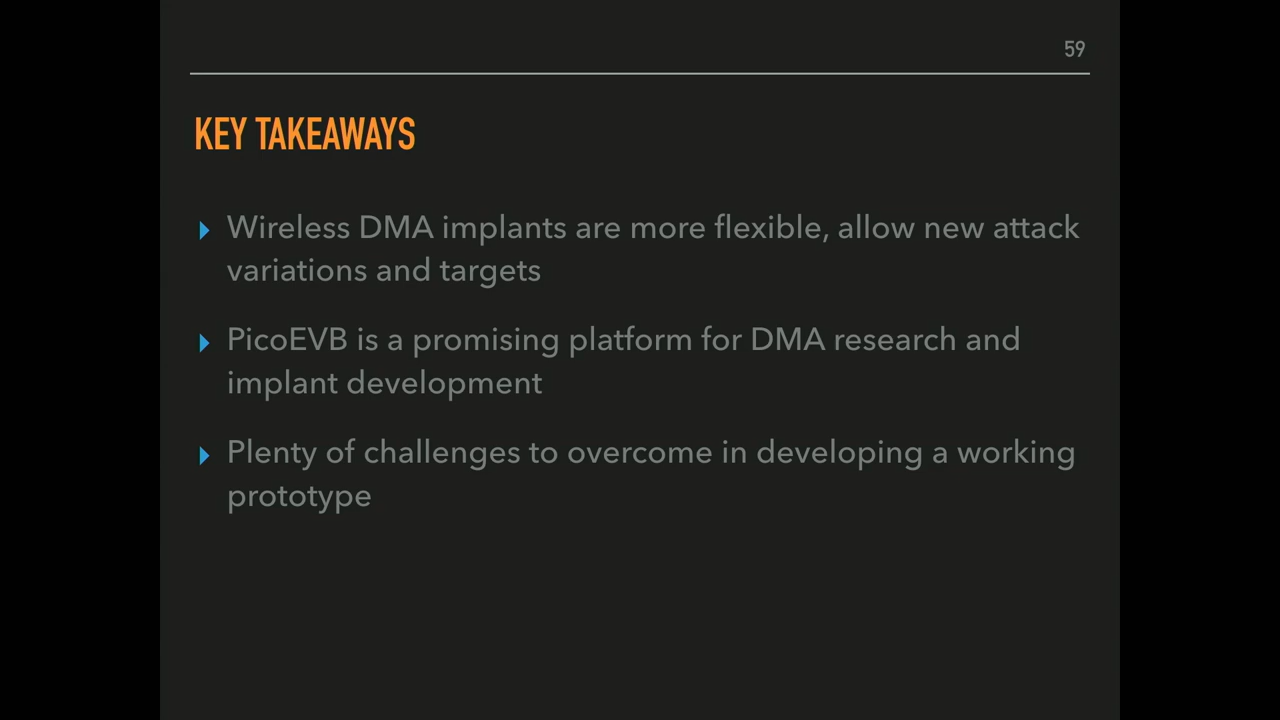 59
KEY TAKEAWAYS
Wireless DMA implants are more flexible, allow new attack
variations and targets
PicoEVB is a promising platform for DMA research and
implant development
Plenty of challenges to overcome in developing a working
prototype